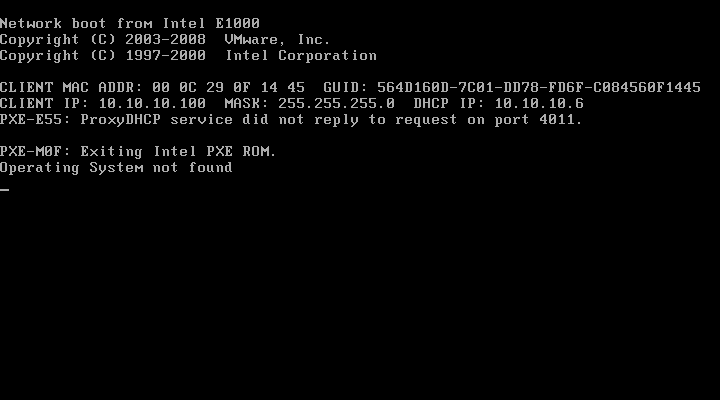 Network boot from Intel E1000
Copyright (C) 2003-2008  VMware, Inc.
Copyright (C) 1997-2000  Intel Corporation
CLIENT MAC ADDR: 00 0C 29 0F 14 45  GUID: 564D160D-7C01-DD78-FD6F-C084560F1445
CLIENT IP: 10.10.10.100  MASK: 255.255.255.0  DHCP IP: 10.10.10.6
PXE-E55: ProxyDHCP service did not reply to request on port 4011.
PXE-M0F: Exiting Intel PXE ROM.
Operating System not found
_